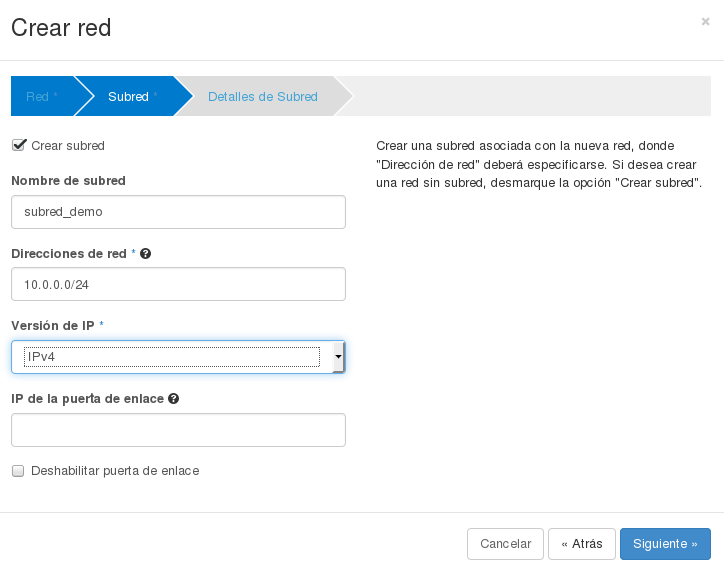 Crear red
×
Red *
Subred *
Detalles de Subred
Crear subred
Nombre de subred
subred_demo
Direcciones de red *
10.0.0.0/24
Versión de IP *
IPv4
IP de la puerta de enlace
Deshabilitar puerta de enlace
Crear una subred asociada con la nueva red, donde
"Dirección de red" deberá especificarse. Si desea crear
una red sin subred, desmarque la opción "Crear subred".
Cancelar
« Atrás
Siguiente »